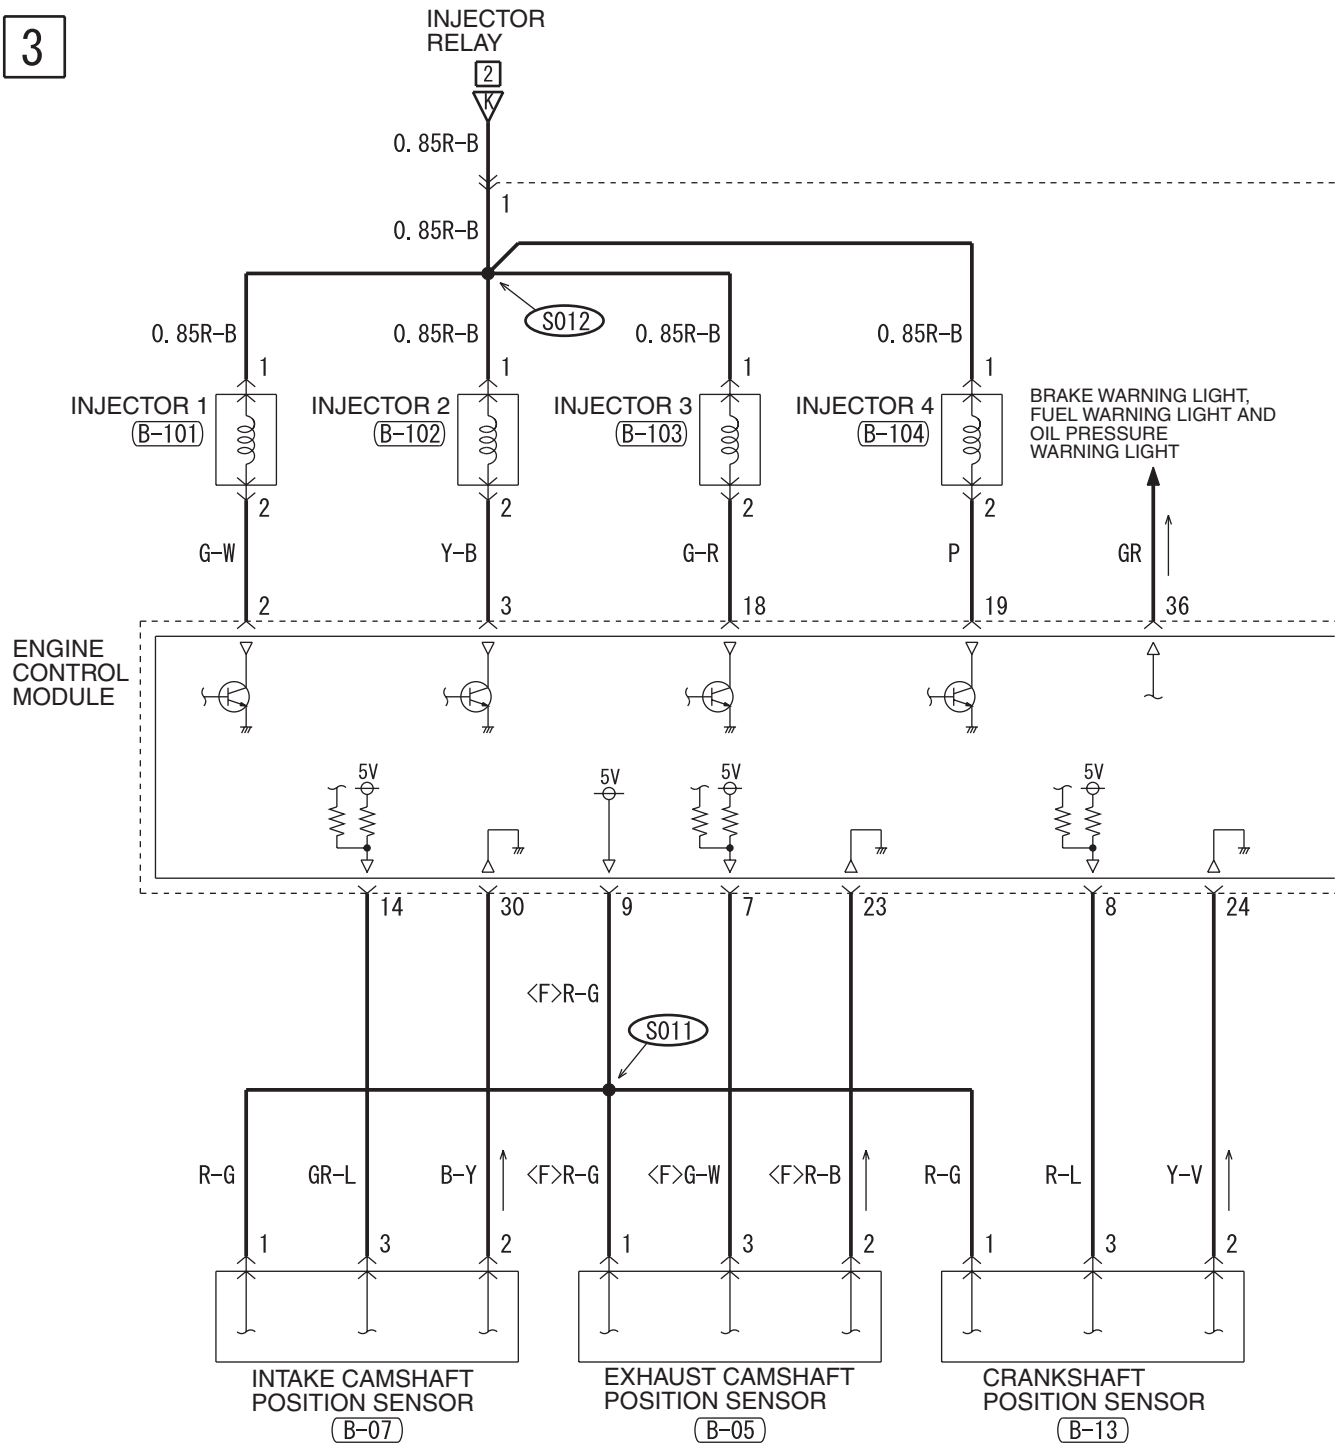 3
INJECTOR
RELAY
2
K
0.85R-B
1
0.85R-B
S012
0.85R-B
0.85R-B
0.85R-B
0.85R-B
1
1
1
1
INJECTOR 1
B-101
INJECTOR 2
B-102
INJECTOR 3
B-103
INJECTOR 4
B-104
BRAKE WARNING LIGHT,
FUEL WARNING LIGHT AND
OIL PRESSURE
WARNING LIGHT
2
2
2
2
G-W
Y-B
G-R
P
GR
2
3
18
19
36
ENGINE
CONTROL
MODULE
5V
5V
5V
5V
14
30
9
7
23
8
24
<F>R-G
S011
R-G
GR-L
B-Y
<F>R-G
<F>G-W
<F>R-B
R-G
R-L
Y-V
1
3
2
1
3
2
1
3
2
INTAKE CAMSHAFT
POSITION SENSOR
B-07
EXHAUST CAMSHAFT
POSITION SENSOR
B-05
CRANKSHAFT
POSITION SENSOR
B-13